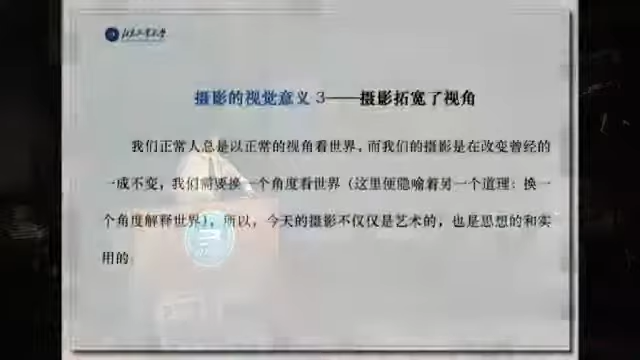 摄影的视觉意义 3——摄影拓宽了视角
我们正常人总是以正常的视角看世界,而我们的摄影是在改变曾经的
一成不变,我们需要换一个角度看世界(这里便隐喻着另一个道理:换一
个角度解释世界),所以,今天的摄影不仅仅是艺术的,也是思想的和实
用的